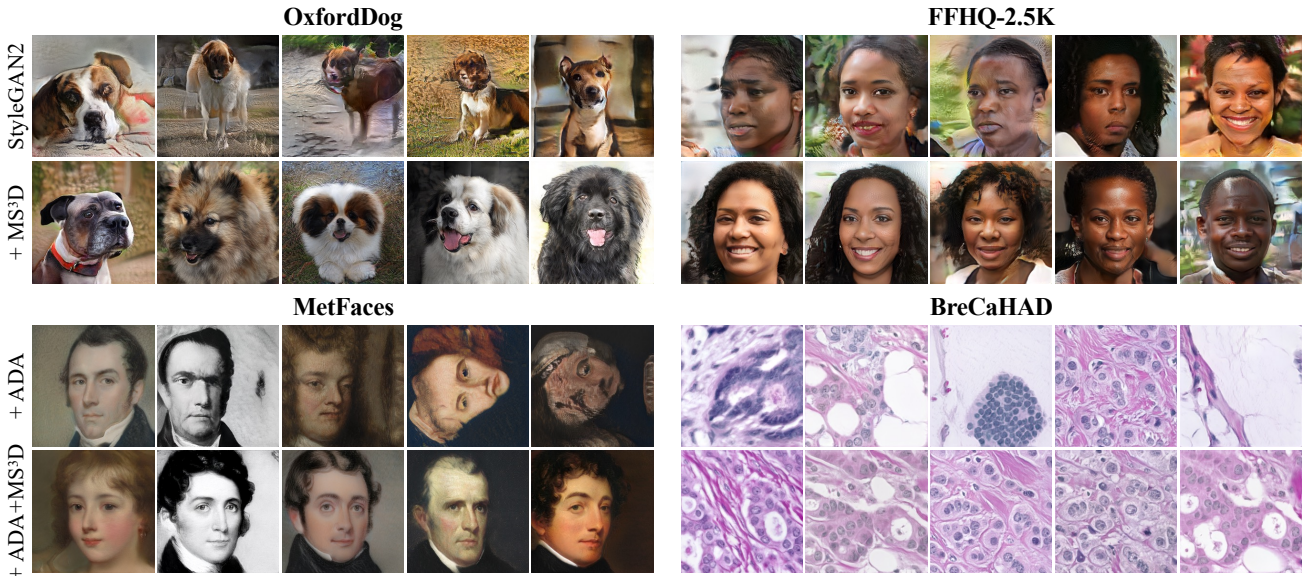 OxfordDog
FFHQ-2.5K
StyleGAN2
+ MS³D
MetFaces
BreCaHAD
+ ADA
+ ADA+MS³D